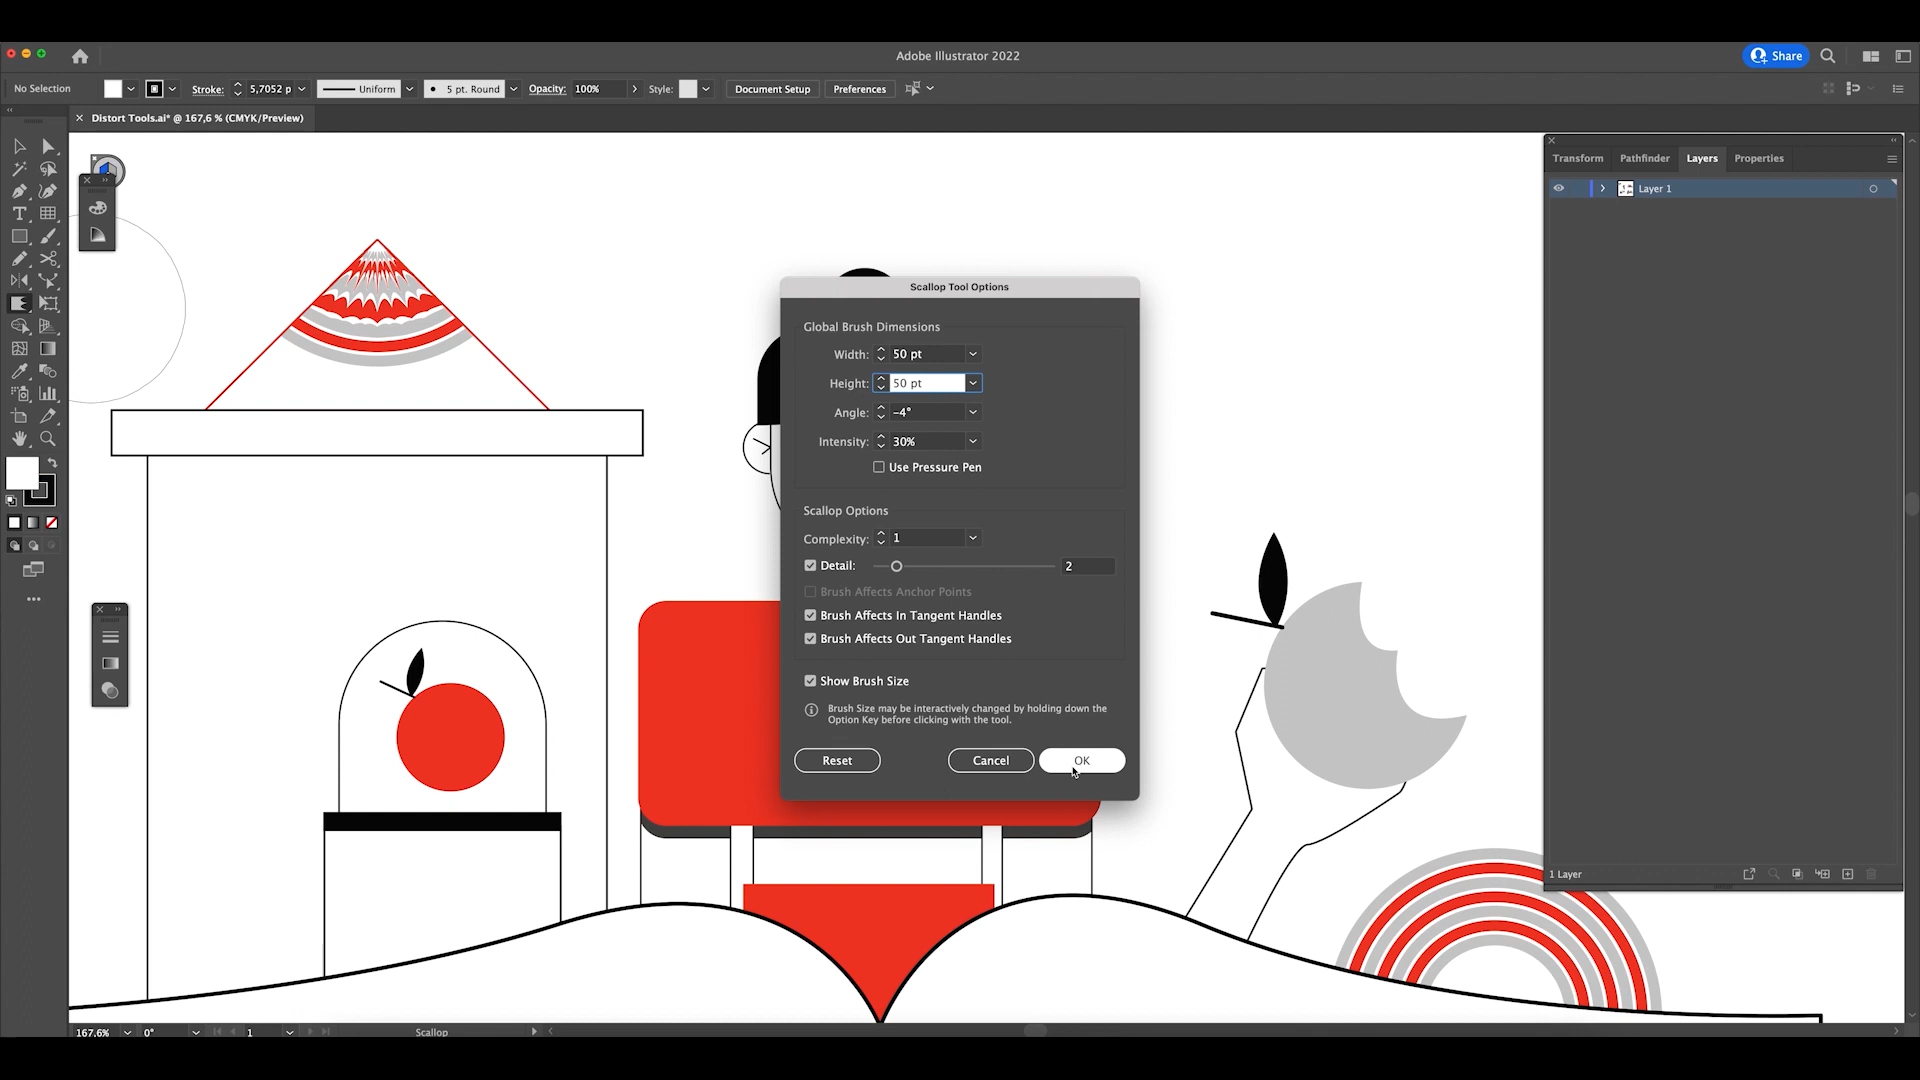 Adobe Illustrator 2022
Share
No Selection
Stroke:
5,7052 p
Uniform
5 pt. Round
Opacity:
100%
Style:
Document Setup
Preferences
Distort Tools.ai* @ 167,6 % (CMYK/Preview)
Transform
Pathfinder
Layers
Properties
Layer 1
Scallop Tool Options
Global Brush Dimensions
Width: 50 pt
Height: 50 pt
Angle: -4°
Intensity: 30%
Use Pressure Pen
Scallop Options
Complexity: 1
Detail: 2
Brush Affects Anchor Points
Brush Affects In Tangent Handles
Brush Affects Out Tangent Handles
Show Brush Size
Brush Size may be interactively changed by holding down the
Option Key before clicking with the tool.
Reset
Cancel
OK
1 Layer
167,6%
0°
1
Scallop